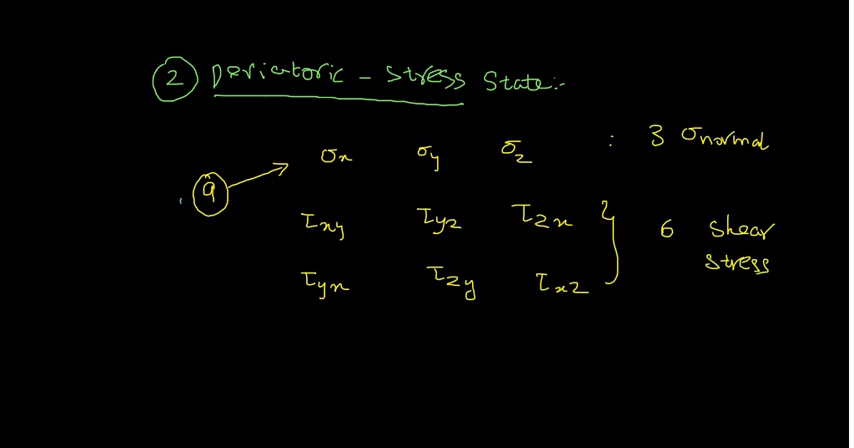 ② Deviatoric - Stress State:-
σx σy σz : 3 σnormal
9
τxy τyz τzx } 6 Shear
stress
τyx τzy τxz